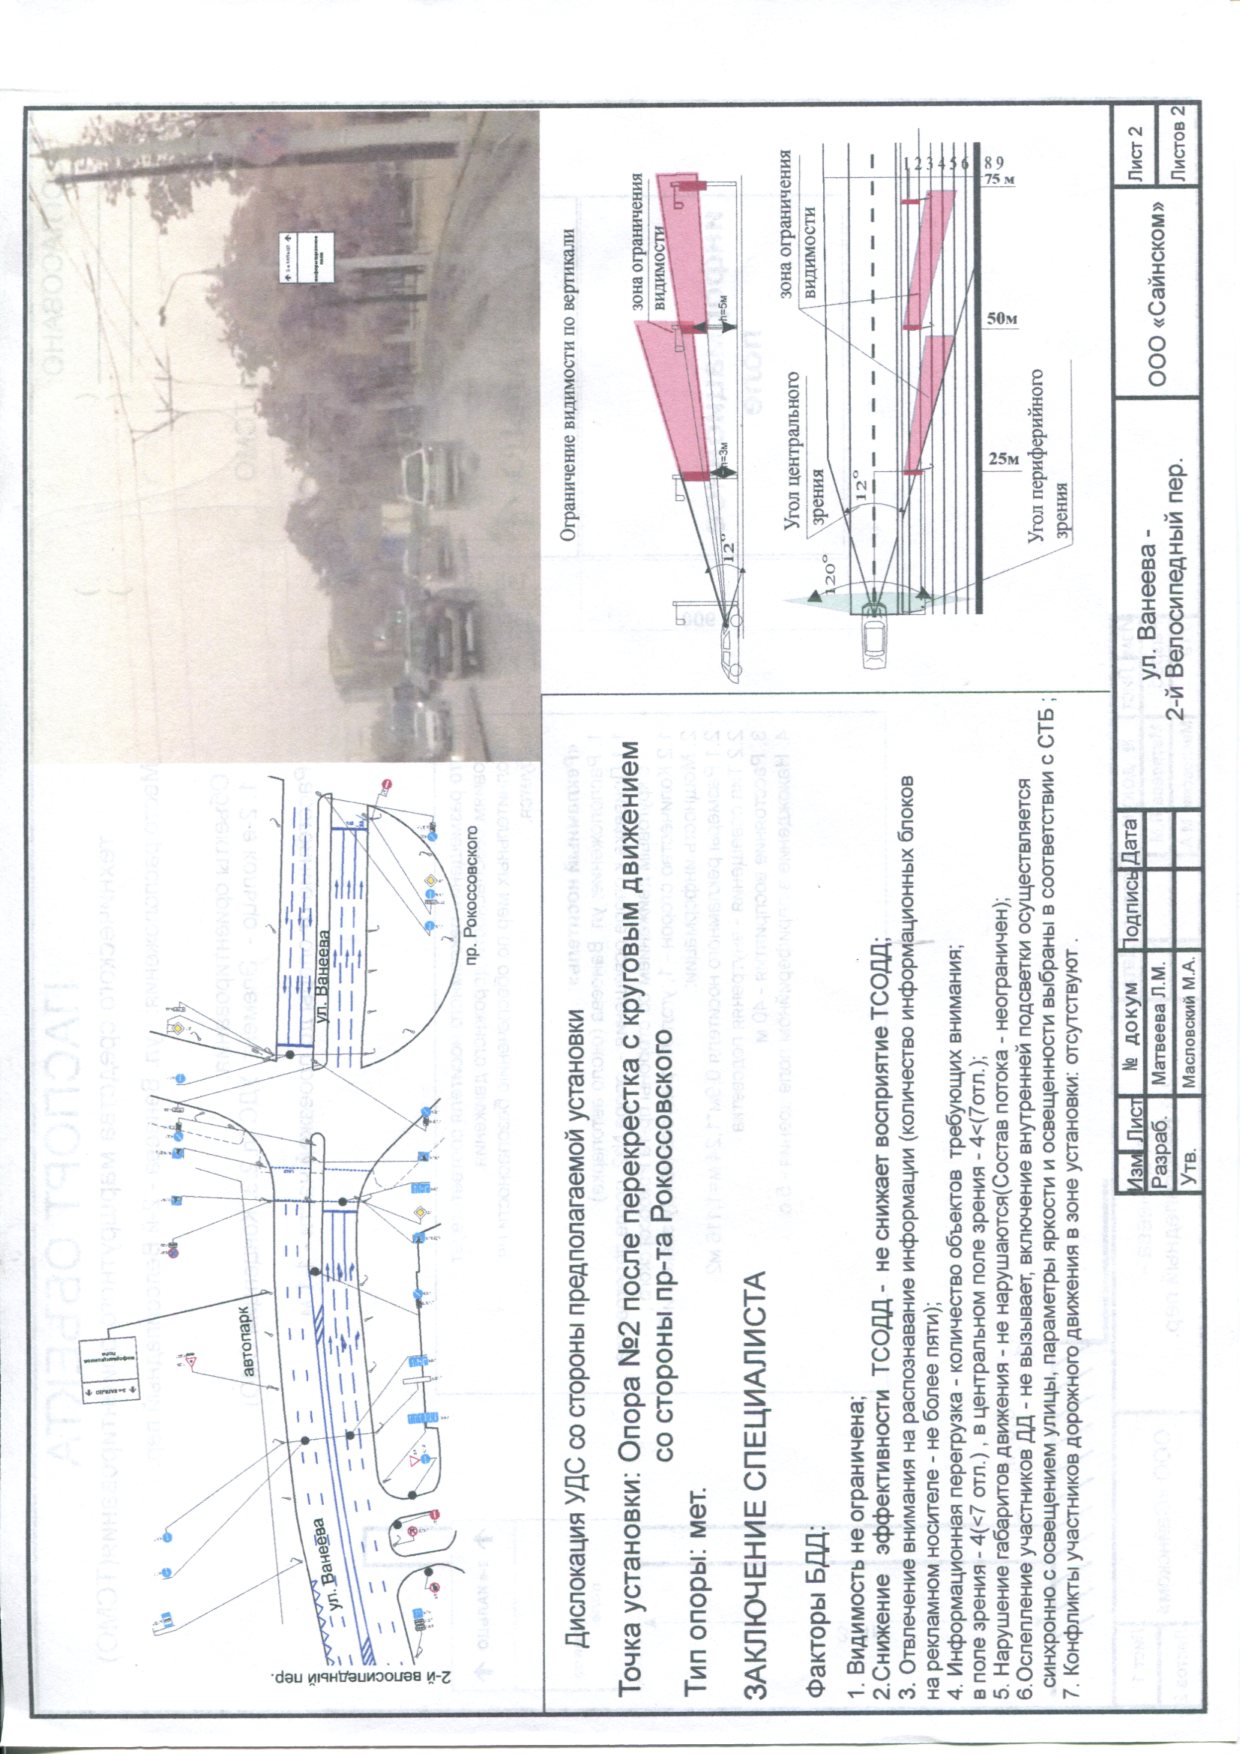 2-й велосипедный пер.
ул. Ванеева
автопарк
ул. Ванеева
пр. Рокоссовского
информационное
поле
Ограничение видимости по вертикали
зона ограничения
видимости
12°
h=3м
h=5м
Угол центрального
зрения
зона ограничения
видимости
120°
12°
1 2 3 4 5 6 8 9
25м
50м
75 м
Угол периферийного
зрения
Дислокация УДС со стороны предполагаемой установки
Точка установки: Опора №2 после перекрестка с круговым движением
со стороны пр-та Рокоссовского
Тип опоры: мет.
ЗАКЛЮЧЕНИЕ СПЕЦИАЛИСТА
Факторы БДД:
1. Видимость не ограничена;
2.Снижение эффективности ТСОДД - не снижает восприятие ТСОДД;
3. Отвлечение внимания на распознавание информации (количество информационных блоков
на рекламном носителе - не более пяти);
4. Информационная перегрузка - количество объектов требующих внимания;
в поле зрения - 4(<7 отл.) , в центральном поле зрения - 4<(7отл.);
5. Нарушение габаритов движения - не нарушаются(Состав потока - неограничен);
6.Ослепление участников ДД - не вызывает, включение внутренней подсветки осуществляется
синхронно с освещением улицы, параметры яркости и освещенности выбраны в соответствии с СТБ ;
7. Конфликты участников дорожного движения в зоне установки: отсутствуют .
Изм Лист № докум Подпись Дата
Разраб. Матвеева Л.М.
Утв. Масловский М.А.
ул. Ванеева -
2-й Велосипедный пер.
ООО «Сайнском»
Лист 2
Листов 2